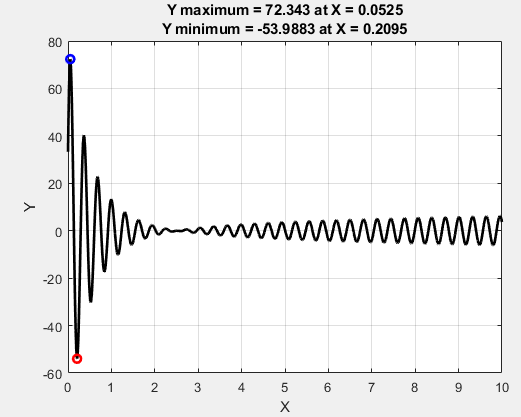 Y maximum = 72.343 at X = 0.0525
Y minimum = -53.9883 at X = 0.2095
80
60
40
20
0
-20
-40
-60
Y
0 1 2 3 4 5 6 7 8 9 10
X